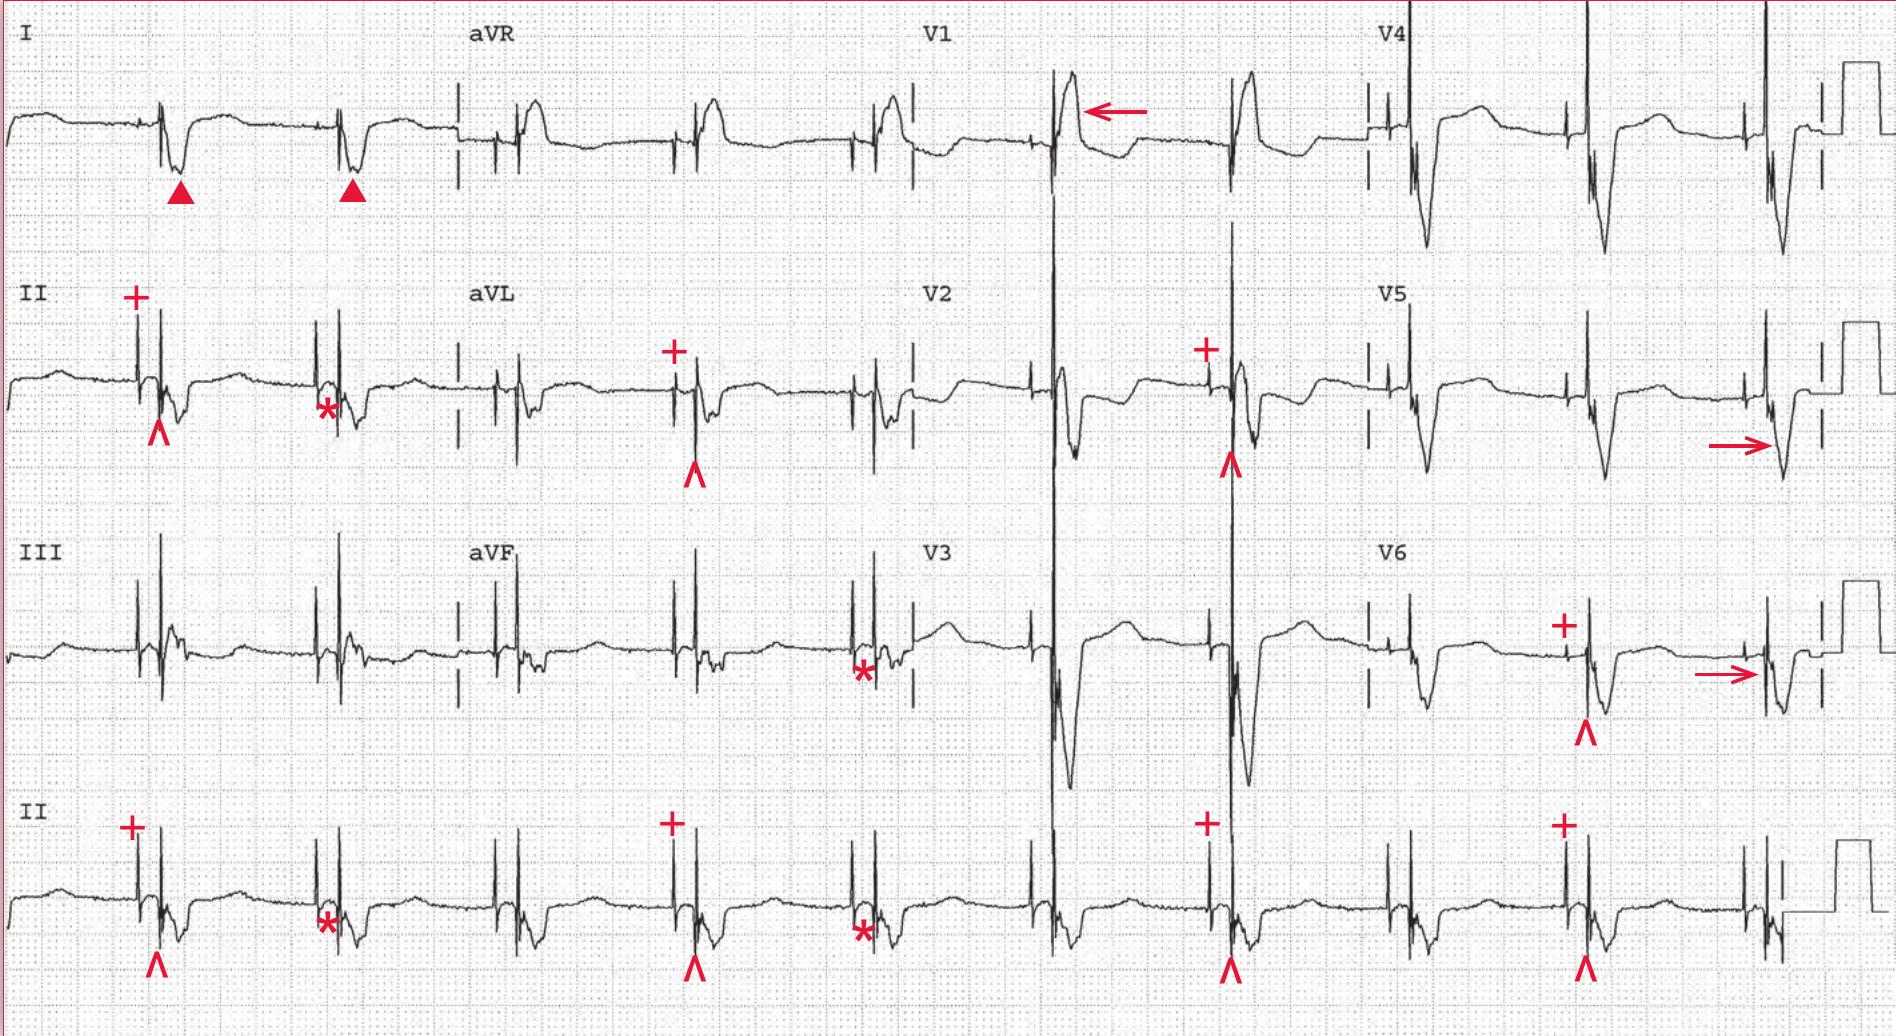 I aVR V1 V4
+
II aVL V2 V5
+ +
*
^ ^ ^
III aVF V3 V6
+
*
^
II
+ + + +
* *
^ ^ ^ ^